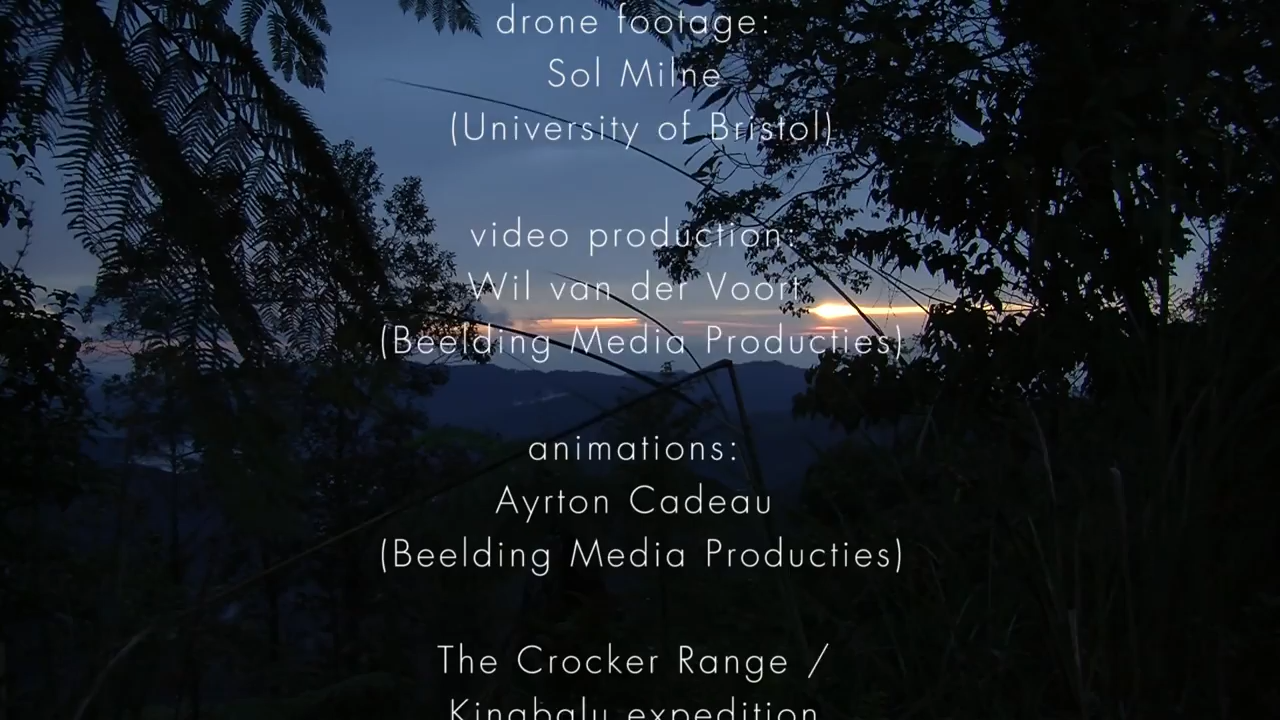 drone footage:
Sol Milne
(University of Bristol)
video production:
Wil van der Voort
(Beelding Media Producties)
animations:
Ayrton Cadeau
(Beelding Media Producties)
The Crocker Range /
Kinabalu expedition